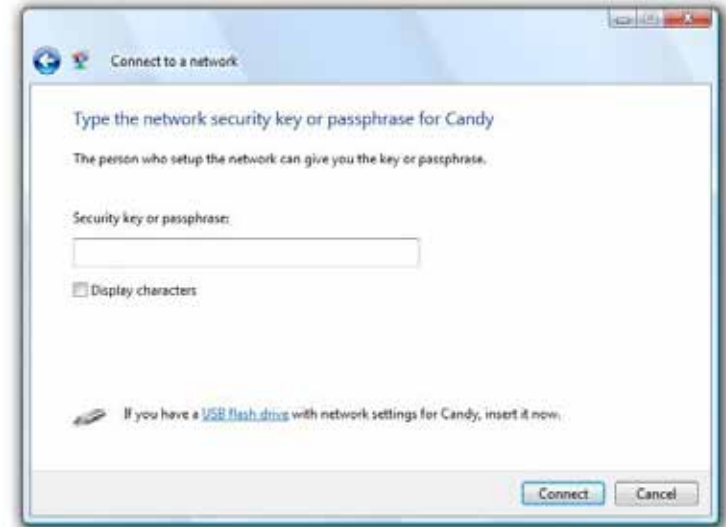 Connect to a network
Type the network security key or passphrase for Candy
The person who setup the network can give you the key or passphrase.
Security key or passphrase:
Display characters
If you have a USB flash drive with network settings for Candy, insert it now.
Connect Cancel